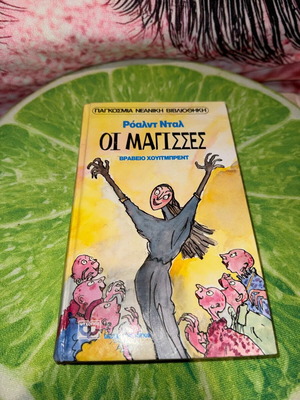 ΠΑΓΚΟΣΜΙΑ ΝΕΑΝΙΚΗ ΒΙΒΛΙΟΘΗΚΗ
Ρόαλντ Νταλ
ΟΙ ΜΑΓΙΣΣΕΣ
ΒΡΑΒΕΙΟ ΧΟΥΙΤΜΠΡΕΝΤ